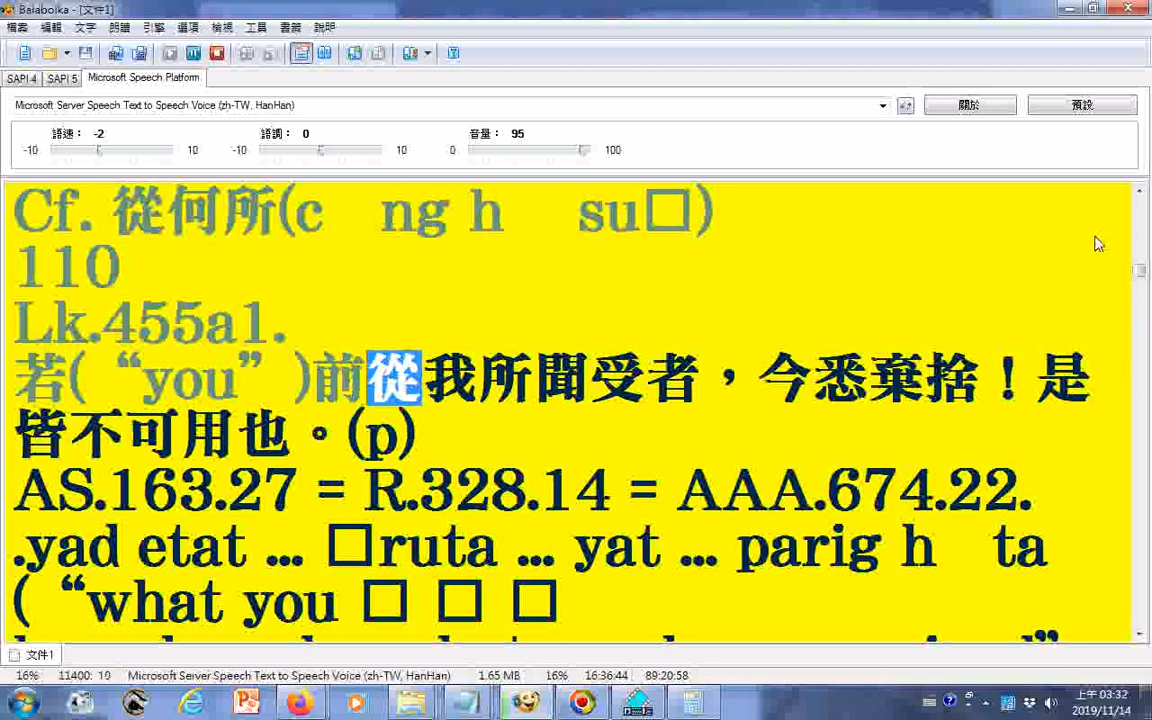 Balabolka - [文件1]
檔案 編輯 文字 朗讀 引擎 選項 檢視 工具 書籤 說明
SAPI 4 SAPI 5 Microsoft Speech Platform
Microsoft Server Speech Text to Speech Voice (zh-TW, HanHan) 關於 預設
語速： -2 語調： 0 音量： 95
-10 10 -10 10 0 100
Cf. 從何所(c ng h su□)
110
Lk.455a1.
若(“you”)前從我所聞受者，今悉棄捨！是
皆不可用也。(p)
AS.163.27 = R.328.14 = AAA.674.22.
.yad etat ... □ruta ... yat ... parig h ta
(“what you □ □ □
文件1
16% 11400: 19 Microsoft Server Speech Text to Speech Voice (zh-TW, HanHan) 1.65 MB 16% 16:36:44 89:20:58
上午 03:32
2019/11/14